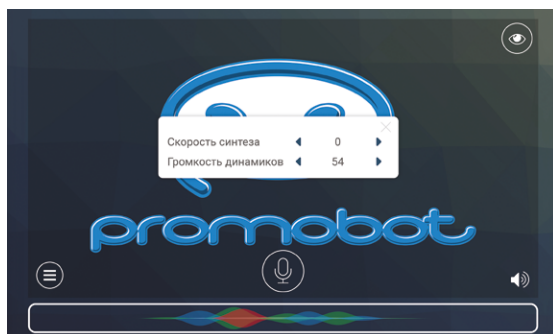 Скорость синтеза 0
Громкость динамиков 54
promobot